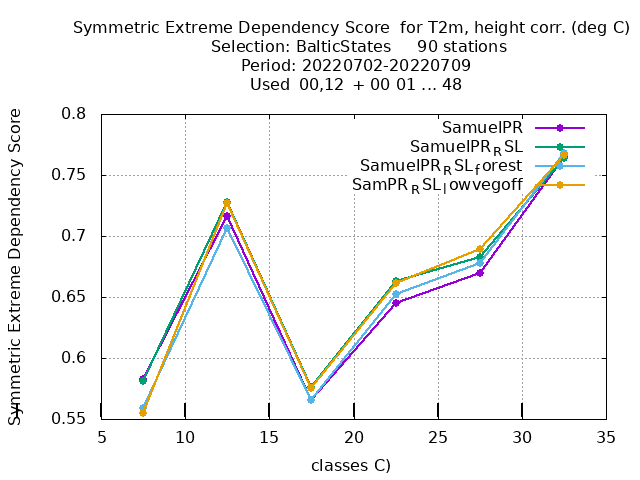 Symmetric Extreme Dependency Score for T2m, height corr. (deg C)
Selection: BalticStates 90 stations
Period: 20220702-20220709
Used 00,12 + 00 01 ... 48
Symmetric Extreme Dependency Score
0.8
0.75
0.7
0.65
0.6
0.55
SamuelPR
SamuelPR_RSL
SamuelPR_RSL_forest
SamPR_RSL_lowvegoff
5 10 15 20 25 30 35
classes C)